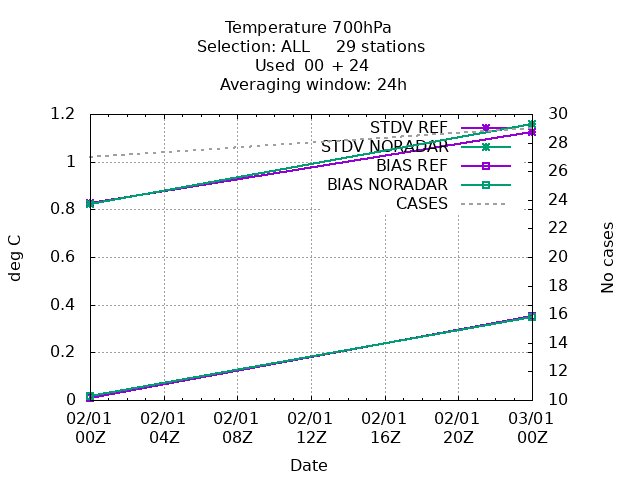 Temperature 700hPa
Selection: ALL     29 stations
Used  00 + 24
Averaging window: 24h
STDV REF
STDV NORADAR
BIAS REF
BIAS NORADAR
CASES
1.2
1
0.8
0.6
0.4
0.2
0
30
28
26
24
22
20
18
16
14
12
10
deg C
No cases
02/01 02/01 02/01 02/01 02/01 02/01 03/01
00Z 04Z 08Z 12Z 16Z 20Z 00Z
Date